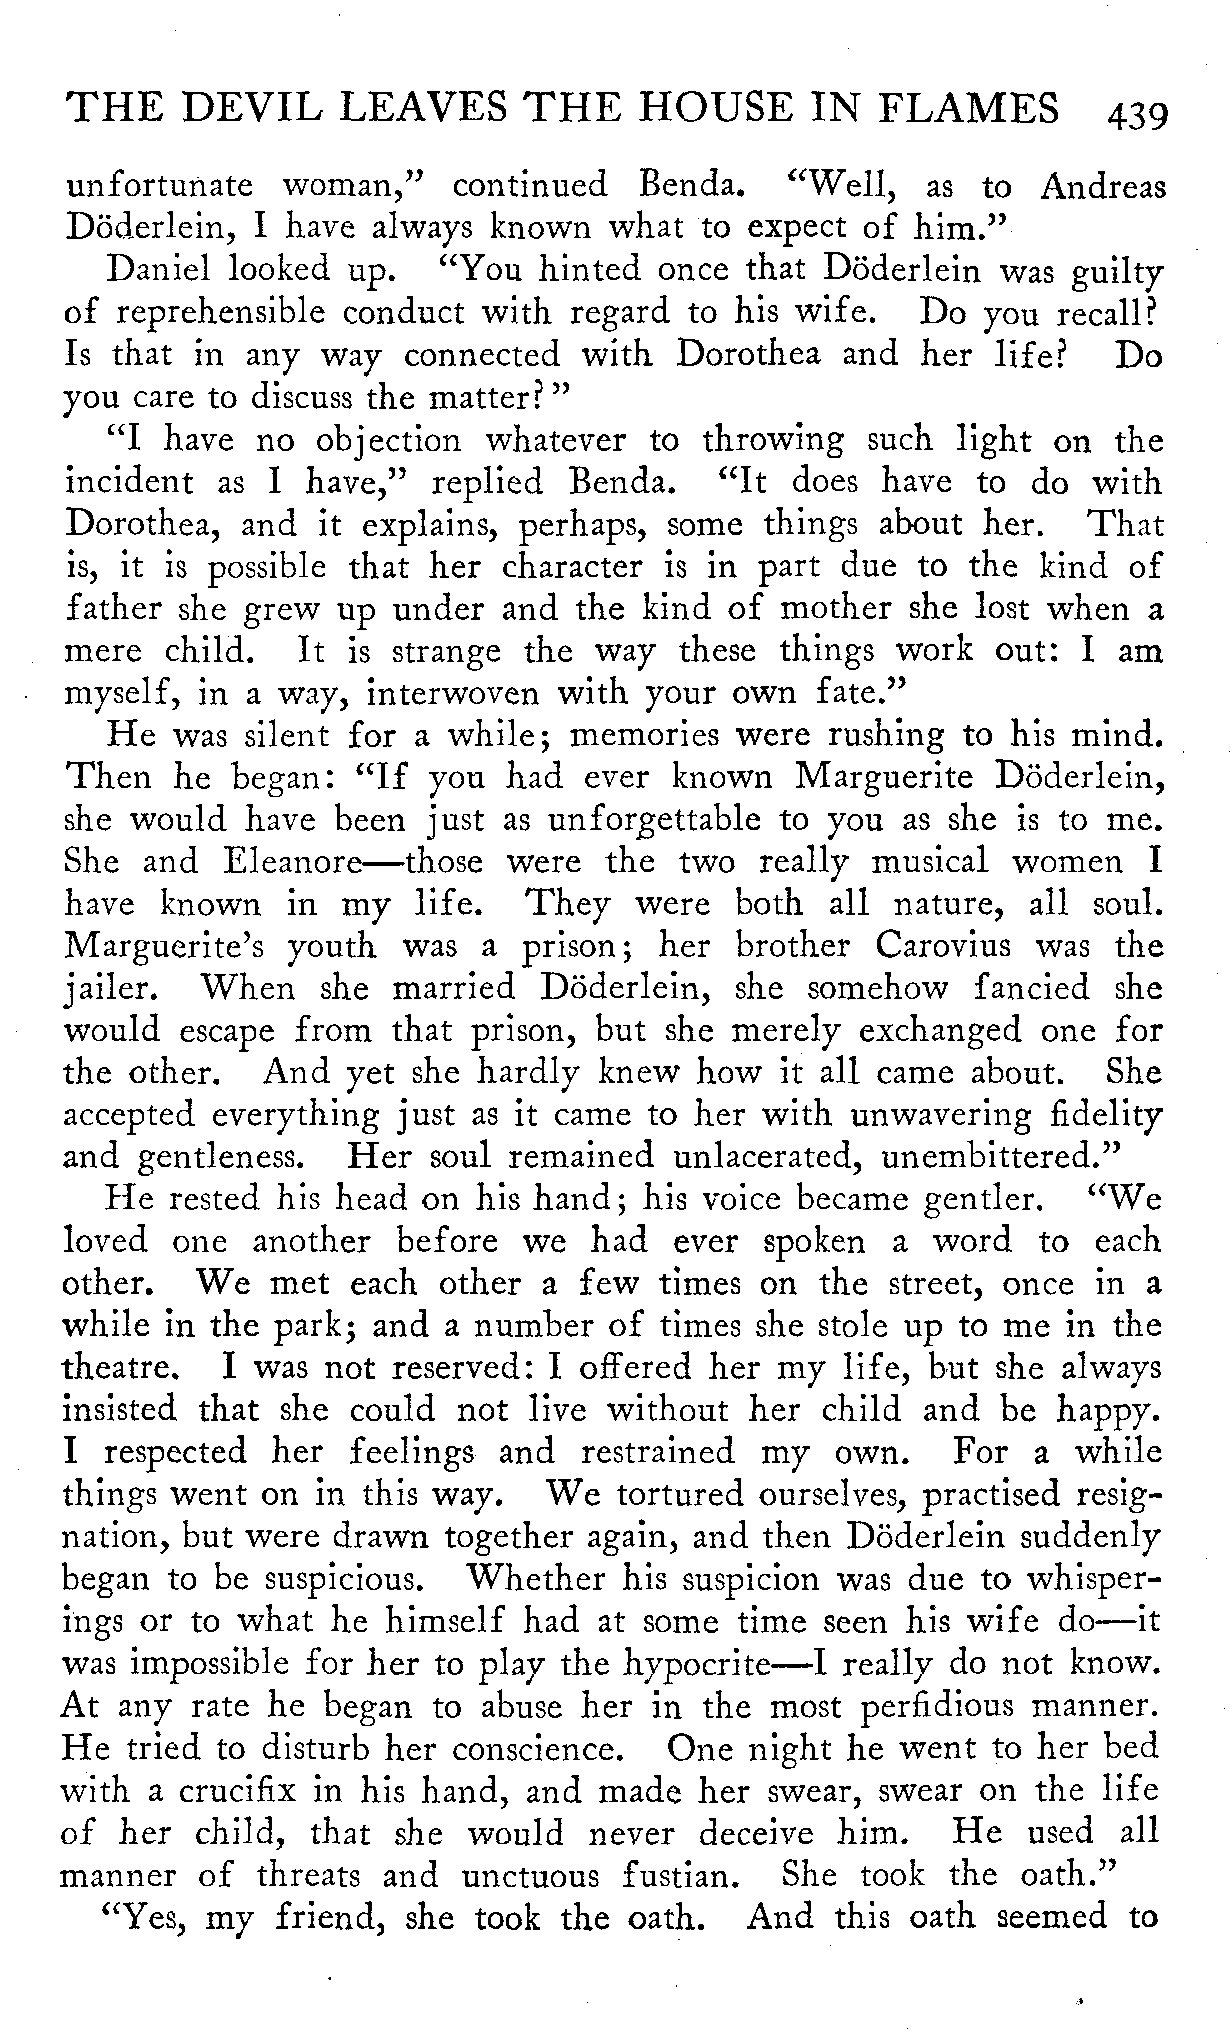 THE DEVIL LEAVES THE HOUSE IN FLAMES 439
unfortunate woman,” continued Benda. “Well, as to Andreas
Döderlein, I have always known what to expect of him.”
Daniel looked up. “You hinted once that Döderlein was guilty
of reprehensible conduct with regard to his wife. Do you recall?
Is that in any way connected with Dorothea and her life? Do
you care to discuss the matter?”
“I have no objection whatever to throwing such light on the
incident as I have,” replied Benda. “It does have to do with
Dorothea, and it explains, perhaps, some things about her. That
is, it is possible that her character is in part due to the kind of
father she grew up under and the kind of mother she lost when a
mere child. It is strange the way these things work out: I am
myself, in a way, interwoven with your own fate.”
He was silent for a while; memories were rushing to his mind.
Then he began: “If you had ever known Marguerite Döderlein,
she would have been just as unforgettable to you as she is to me.
She and Eleanore—those were the two really musical women I
have known in my life. They were both all nature, all soul.
Marguerite’s youth was a prison; her brother Carovius was the
jailer. When she married Döderlein, she somehow fancied she
would escape from that prison, but she merely exchanged one for
the other. And yet she hardly knew how it all came about. She
accepted everything just as it came to her with unwavering fidelity
and gentleness. Her soul remained unlacerated, unembittered.”
He rested his head on his hand; his voice became gentler. “We
loved one another before we had ever spoken a word to each
other. We met each other a few times on the street, once in a
while in the park; and a number of times she stole up to me in the
theatre. I was not reserved: I offered her my life, but she always
insisted that she could not live without her child and be happy.
I respected her feelings and restrained my own. For a while
things went on in this way. We tortured ourselves, practised resig-
nation, but were drawn together again, and then Döderlein suddenly
began to be suspicious. Whether his suspicion was due to whisper-
ings or to what he himself had at some time seen his wife do—it
was impossible for her to play the hypocrite—I really do not know.
At any rate he began to abuse her in the most perfidious manner.
He tried to disturb her conscience. One night he went to her bed
with a crucifix in his hand, and made her swear, swear on the life
of her child, that she would never deceive him. He used all
manner of threats and unctuous fustian. She took the oath.”
“Yes, my friend, she took the oath. And this oath seemed to